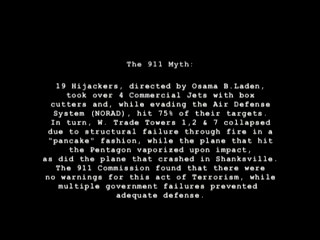 The 911 Myth:
19 Hijackers, directed by Osama B.Laden,
took over 4 Commercial Jets with box
cutters and, while evading the Air Defense
System (NORAD), hit 75% of their targets.
In turn, W. Trade Towers 1,2 & 7 collapsed
due to structural failure through fire in a
"pancake" fashion, while the plane that hit
the Pentagon vaporized upon impact,
as did the plane that crashed in Shanksville.
The 911 Commission found that there were
no warnings for this act of Terrorism, while
multiple government failures prevented
adequate defense.